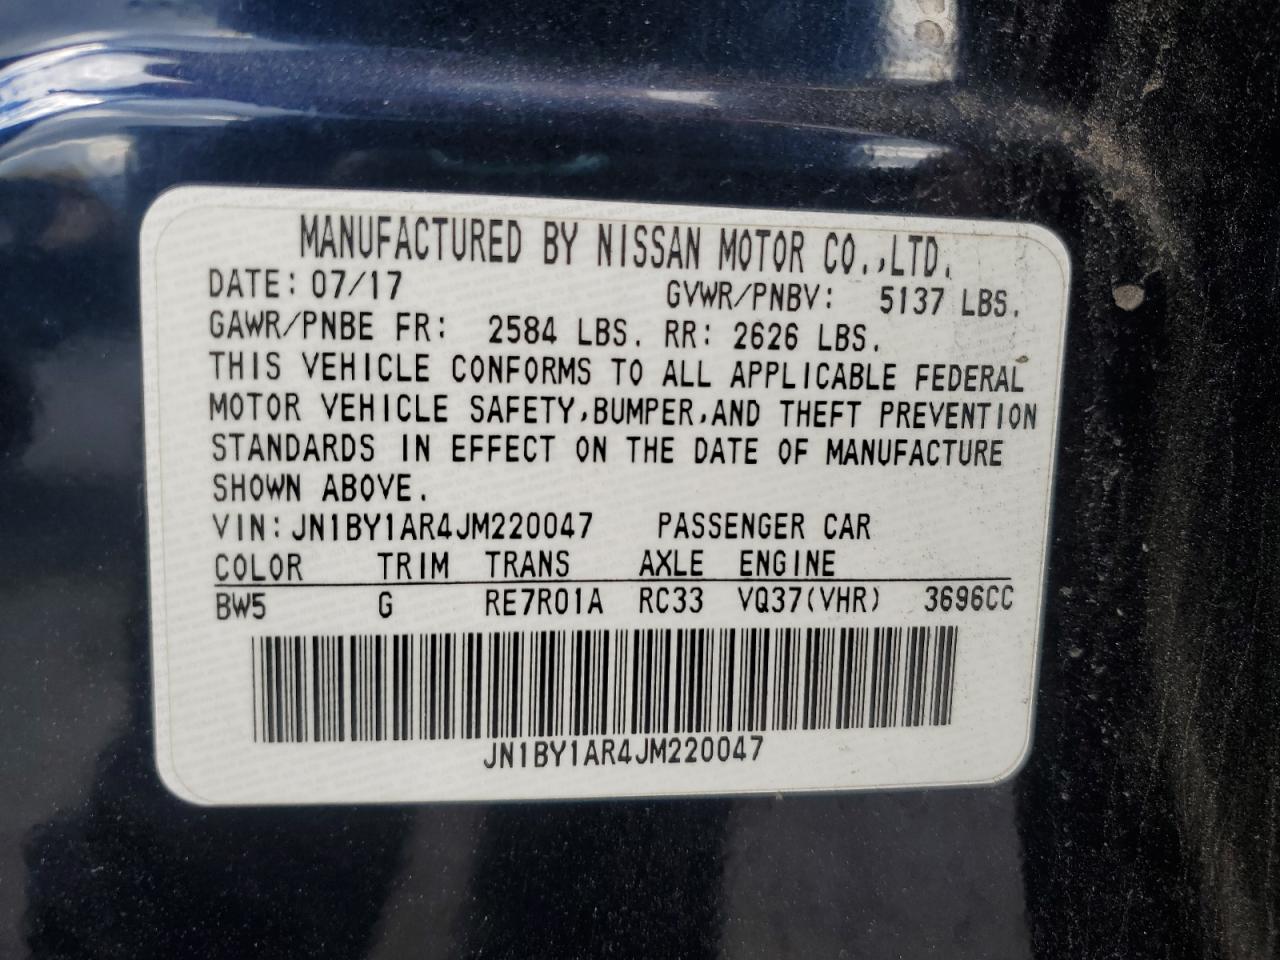 MANUFACTURED BY NISSAN MOTOR CO.,LTD.
DATE: 07/17 GVWR/PNBV: 5137 LBS.
GAWR/PNBE FR: 2584 LBS. RR: 2626 LBS.
THIS VEHICLE CONFORMS TO ALL APPLICABLE FEDERAL
MOTOR VEHICLE SAFETY,BUMPER,AND THEFT PREVENTION
STANDARDS IN EFFECT ON THE DATE OF MANUFACTURE
SHOWN ABOVE.
VIN:JN1BY1AR4JM220047 PASSENGER CAR
COLOR TRIM TRANS AXLE ENGINE
BW5 G RE7R01A RC33 VQ37(VHR) 3696CC
JN1BY1AR4JM220047